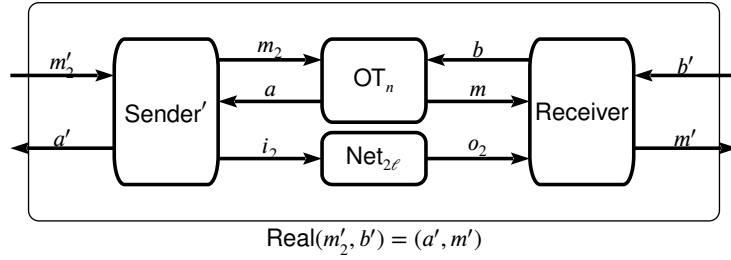 m′₂ m₂ b b′
OTₙ
a m
Sender′ Receiver
a′ i₂ Net₂ℓ o₂ m′
Real(m′₂, b′) = (a′, m′)